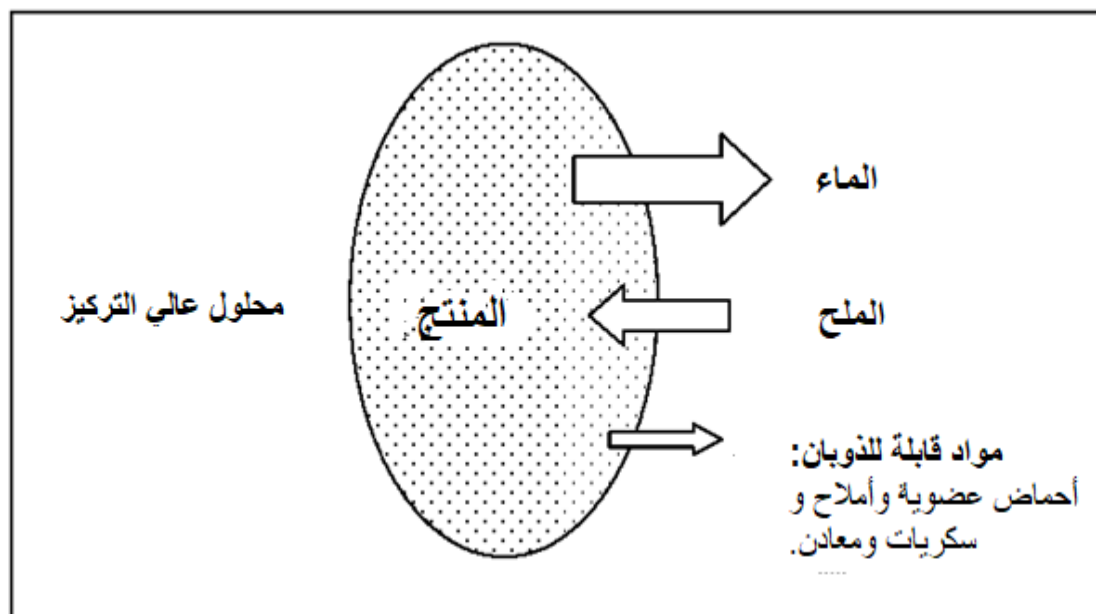 الماء
محلول عالي التركيز
المنتج
الملح
مواد قابلة للذوبان:
أحماض عضوية وأملاح و
سكريات ومعادن.